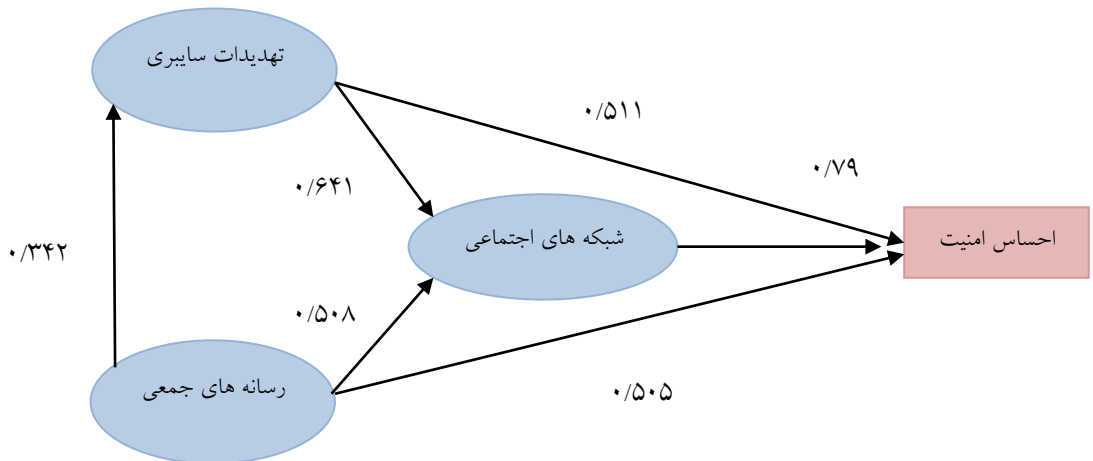 تهدیدات سایبری
۰/۵۱۱
۰/۷۹
۰/۶۴۱
شبکه های اجتماعی
احساس امنیت
۰/۳۴۲
۰/۵۰۸
رسانه های جمعی
۰/۵۰۵